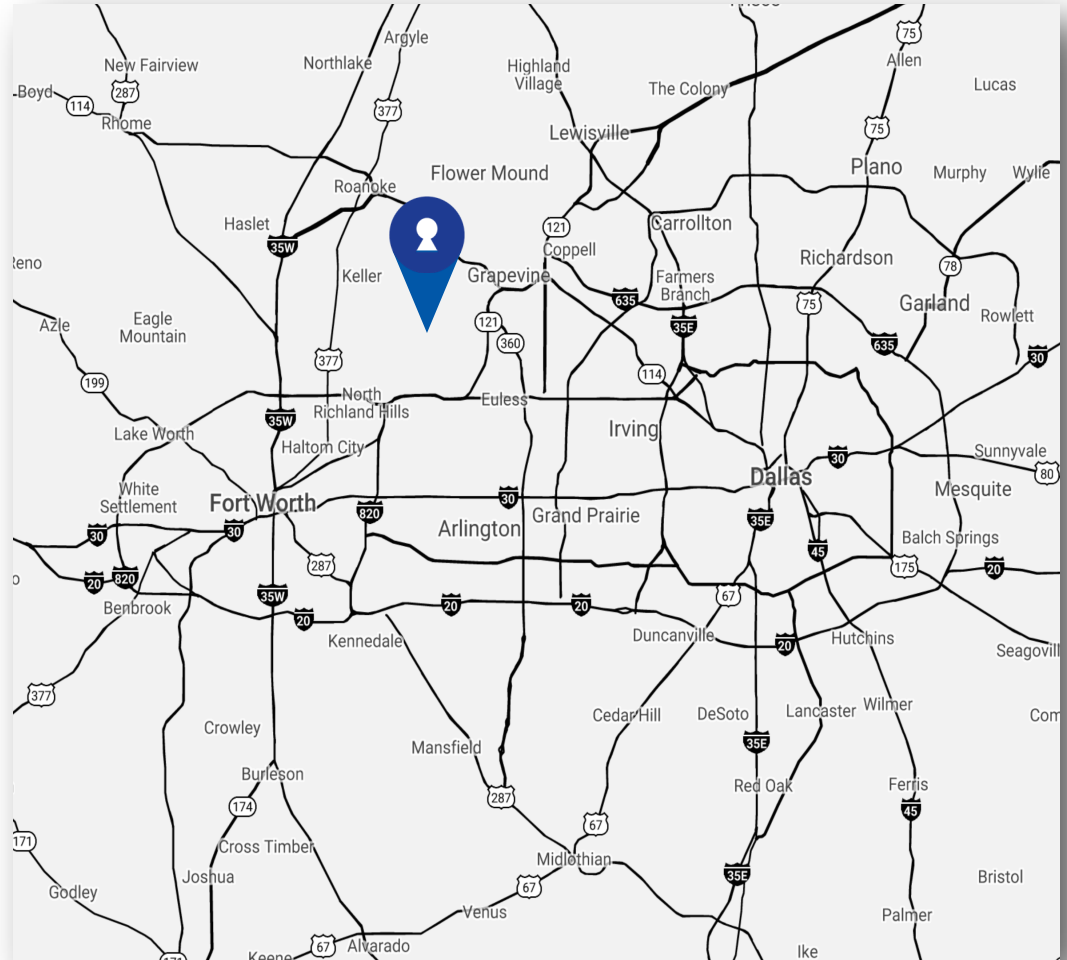 Argyle
75
New Fairview
Northlake
Highland
Village
Allen
Boyd
114
287
377
The Colony
Lucas
Rhome
Lewisville
75
Roanoke
Flower Mound
Plano
Murphy
Wylie
Haslet
35W
121
Carrollton
Coppell
Richardson
78
Keller
Grapevine
Farmers
Branch
635
75
Garland
Rowlett
Azle
Eagle
Mountain
121
360
35E
635
30
377
114
199
North
Richland Hills
Euless
35W
Lake Worth
Haltom City
Irving
30
Sunnyvale
80
White
Settlement
Fort Worth
30
Dallas
Mesquite
820
Arlington
Grand Prairie
35E
30
30
45
Balch Springs
287
175
20
820
20
35W
67
Benbrook
20
20
20
Kennedale
Duncanville
20
Hutchins
377
Crowley
Cedar Hill
DeSoto
Lancaster
Wilmer
Mansfield
35E
Burleson
Red Oak
Ferris
174
287
67
45
171
Cross Timber
Midlothian
35E
Joshua
67
Bristol
Godley
Venus
Palmer
67
Alvarado
Ike